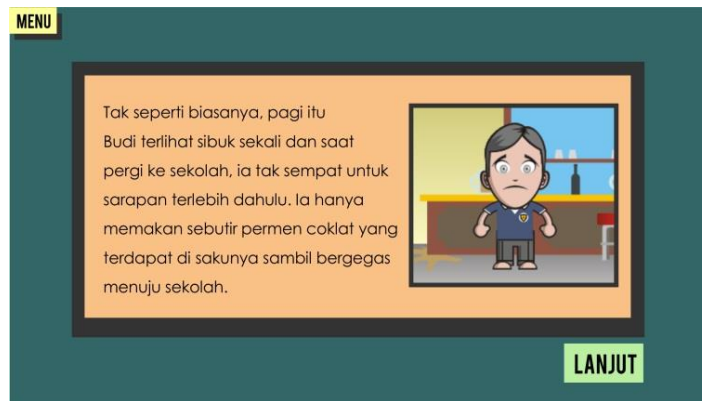 MENU
Tak seperti biasanya, pagi itu
Budi terlihat sibuk sekali dan saat
pergi ke sekolah, ia tak sempat untuk
sarapan terlebih dahulu. Ia hanya
memakan sebutir permen coklat yang
terdapat di sakunya sambil bergegas
menuju sekolah.
LANJUT